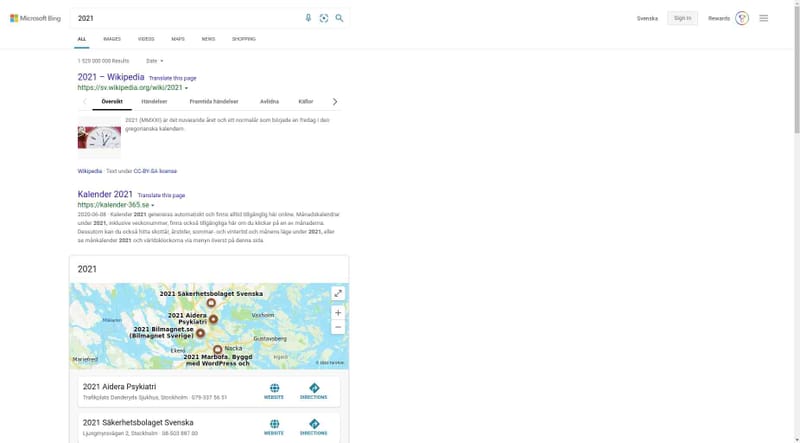 Microsoft Bing
2021
Svenska
Sign in
Rewards
ALL
IMAGES
VIDEOS
MAPS
NEWS
SHOPPING
1 520 000 000 Results
Date
2021 – Wikipedia Translate this page
https://sv.wikipedia.org/wiki/2021
Översikt
Händelser
Framtida händelser
Avlidna
Källor
2021 (MMXXI) är det nuvarande året och ett normalår som började en fredag i den
gregorianska kalendern.
Wikipedia · Text under CC-BY-SA license
Kalender 2021 Translate this page
https://kalender-365.se
2020-06-08 · Kalender 2021 genereras automatiskt och finns alltid tillgänglig här online. Månadskalendrar
under 2021, inklusive veckonummer, finns också tillgängliga här om du klickar på en av månaderna.
Dessutom kan du också hitta skottår, årstider, sommar- och vintertid och månens läge under 2021, eller
se månkalender 2021 och världsklockorna via menyn överst på denna sida.
2021
2021 Säkerhetsbolaget Svenska
2021 Aidera
Psykiatri
Mälaren
Vaxholm
2021 Bilmagnet.se
(Bilmagnet Sverige)
Gustavsberg
Ekerö
Nacka
Mariefred
2021 Marbofa. Byggd
med WordPress och
Ingarö
2021 Aidera Psykiatri
Trafikplats Danderyds Sjukhus, Stockholm · 079-337 56 51
WEBSITE
DIRECTIONS
2021 Säkerhetsbolaget Svenska
Ljungmyrsvägen 2, Stockholm · 08-503 887 00
WEBSITE
DIRECTIONS